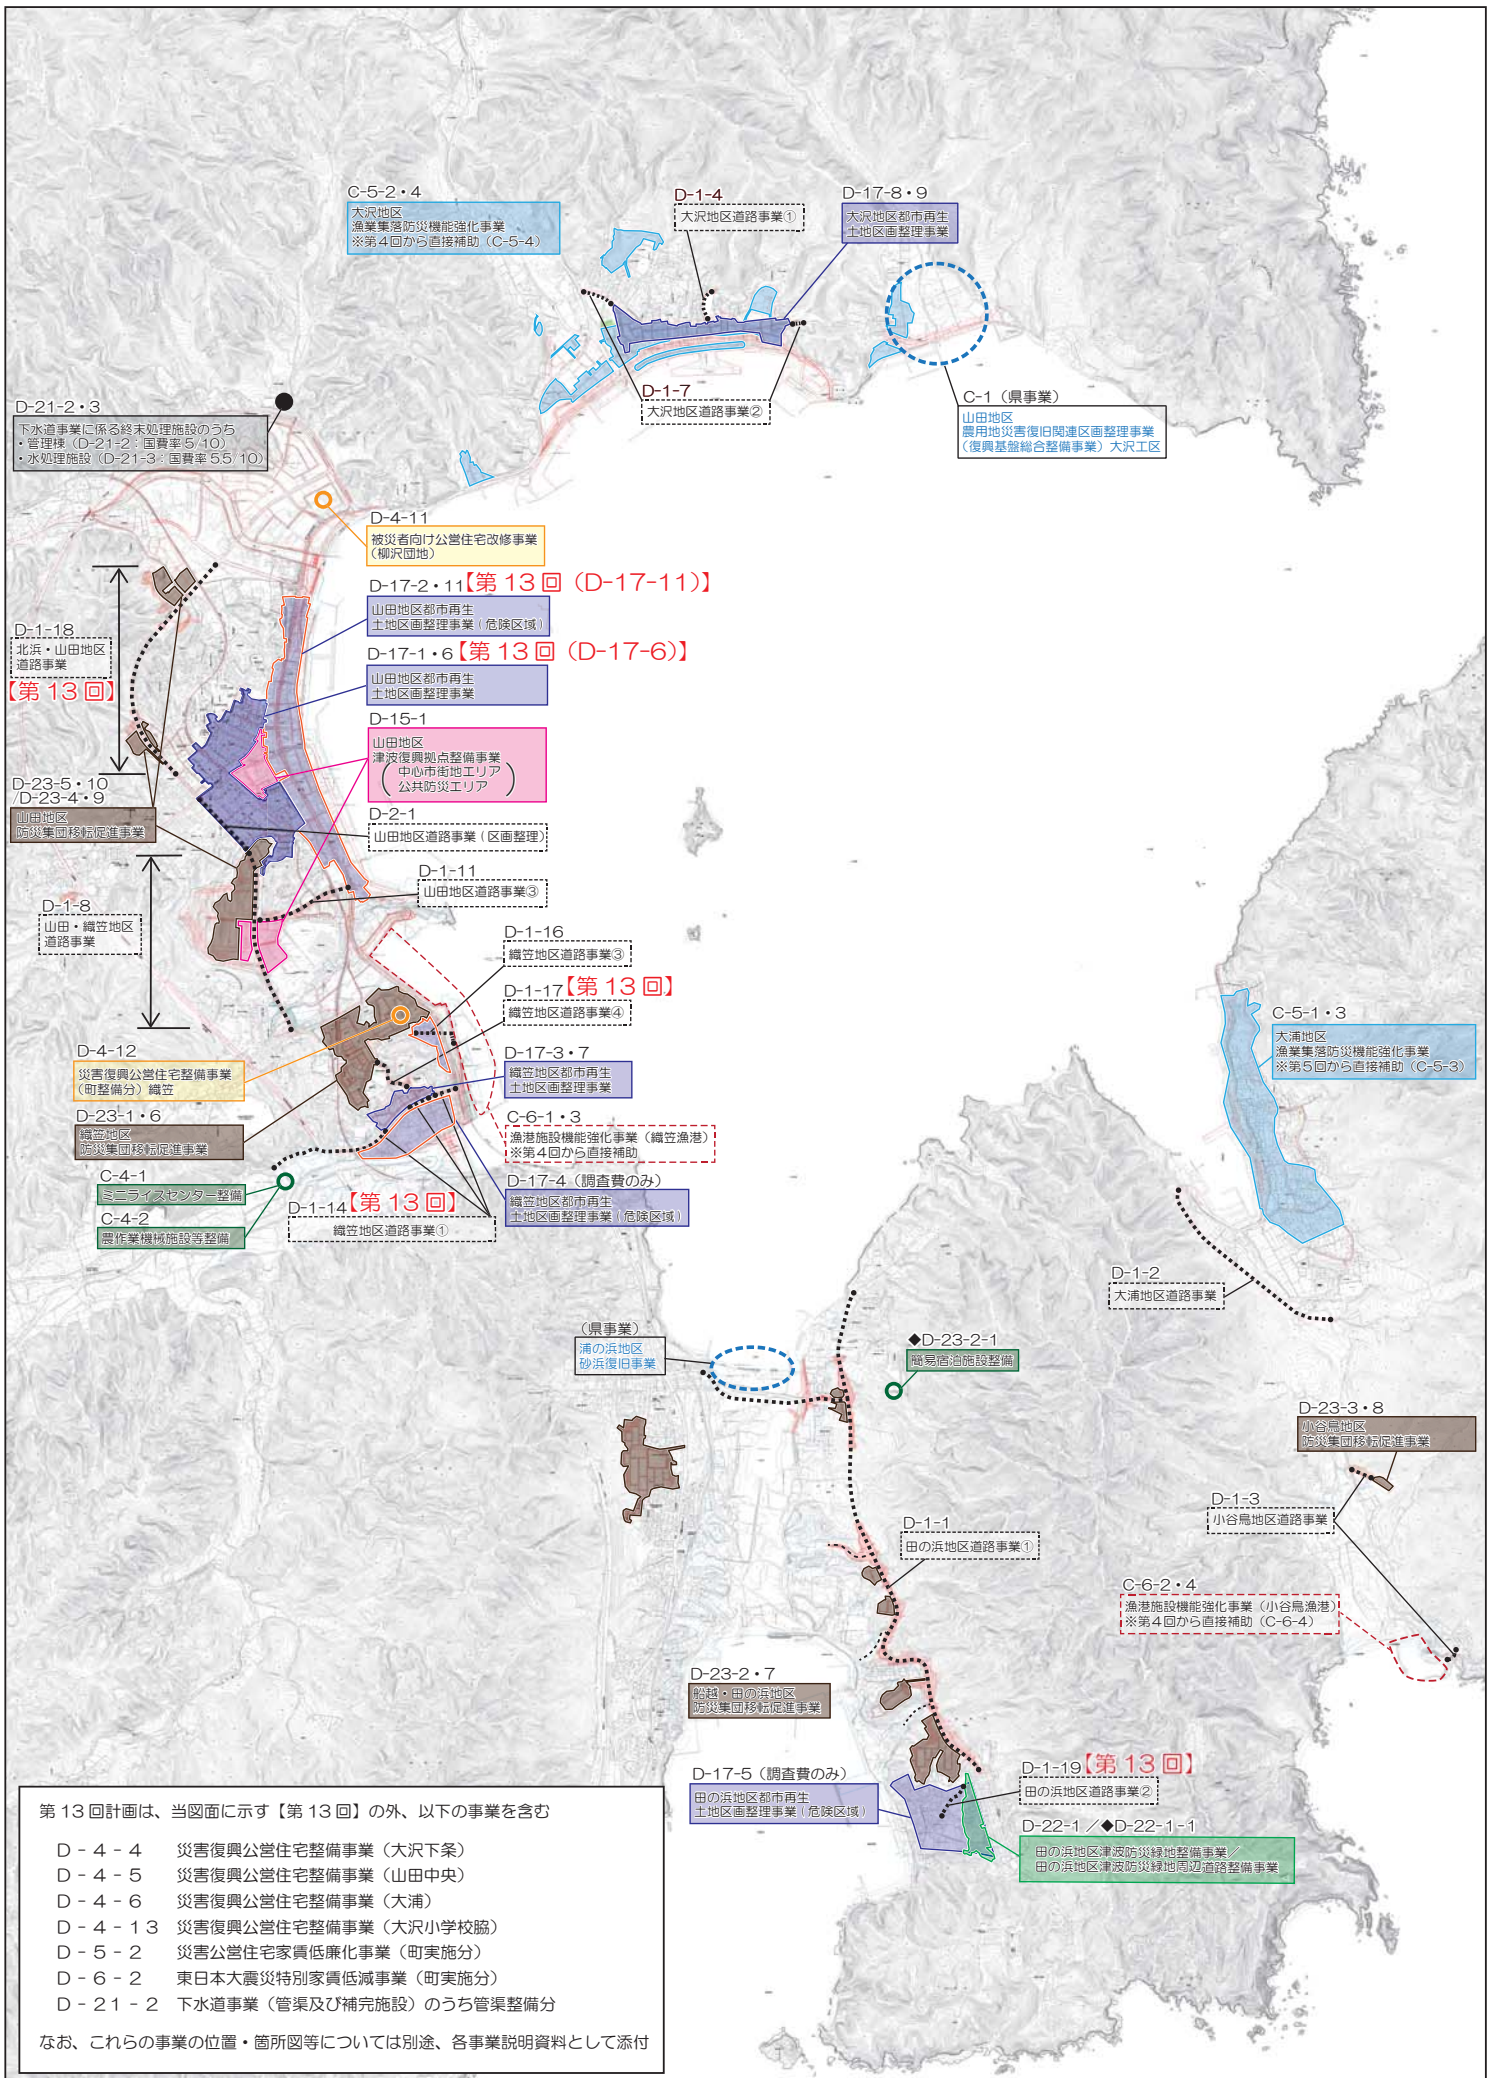 C-5-2・4
大沢地区
漁業集落防災機能強化事業
※第4回から直接補助（C-5-4）
D-1-4
大沢地区道路事業①
D-17-8・9
大沢地区都市再生
土地区画整理事業
D-1-7
大沢地区道路事業②
C-1（県事業）
山田地区
農用地災害復旧関連区画整理事業
（復興基盤総合整備事業）大沢工区
D-21-2・3
下水道事業に係る終末処理施設のうち
・管理棟（D-21-2：国費率5/10）
・水処理施設（D-21-3：国費率5.5/10）
D-4-11
被災者向け公営住宅改修事業
（柳沢団地）
D-17-2・11【第13回（D-17-11）】
山田地区都市再生
土地区画整理事業（危険区域）
D-1-18
北浜・山田地区
道路事業
【第13回】
D-17-1・6【第13回（D-17-6）】
山田地区都市再生
土地区画整理事業
D-15-1
山田地区
津波復興拠点整備事業
（中心市街地エリア
公共防災エリア）
D-23-5・10
/D-23-4・9
山田地区
防災集団移転促進事業
D-2-1
山田地区道路事業（区画整理）
D-1-11
山田地区道路事業③
D-1-8
山田・織笠地区
道路事業
D-1-16
織笠地区道路事業③
D-1-17【第13回】
織笠地区道路事業④
D-4-12
災害復興公営住宅整備事業
（町整備分）織笠
D-17-3・7
織笠地区都市再生
土地区画整理事業
D-23-1・6
織笠地区
防災集団移転促進事業
C-6-1・3
漁港施設機能強化事業（織笠漁港）
※第4回から直接補助
C-4-1
ミニライスセンター整備
C-4-2
農作業機械施設等整備
D-1-14【第13回】
織笠地区道路事業①
D-17-4（調査費のみ）
織笠地区都市再生
土地区画整理事業（危険区域）
C-5-1・3
大浦地区
漁業集落防災機能強化事業
※第5回から直接補助（C-5-3）
D-1-2
大浦地区道路事業
（県事業）
浦の浜地区
砂浜復旧事業
◆D-23-2-1
簡易宿泊施設整備
D-23-3・8
小谷鳥地区
防災集団移転促進事業
D-1-3
小谷鳥地区道路事業
D-1-1
田の浜地区道路事業①
C-6-2・4
漁港施設機能強化事業（小谷鳥漁港）
※第4回から直接補助（C-6-4）
D-23-2・7
船越・田の浜地区
防災集団移転促進事業
D-17-5（調査費のみ）
田の浜地区都市再生
土地区画整理事業（危険区域）
D-1-19【第13回】
田の浜地区道路事業②
D-22-1／◆D-22-1-1
田の浜地区津波防災緑地整備事業／
田の浜地区津波防災緑地周辺道路整備事業
第13回計画は、当図面に示す【第13回】の外、以下の事業を含む
D-4-4 災害復興公営住宅整備事業（大沢下条）
D-4-5 災害復興公営住宅整備事業（山田中央）
D-4-6 災害復興公営住宅整備事業（大浦）
D-4-13 災害復興公営住宅整備事業（大沢小学校脇）
D-5-2 災害公営住宅家賃低廉化事業（町実施分）
D-6-2 東日本大震災特別家賃低減事業（町実施分）
D-21-2 下水道事業（管渠及び補完施設）のうち管渠整備分
なお、これらの事業の位置・箇所図等については別途、各事業説明資料として添付